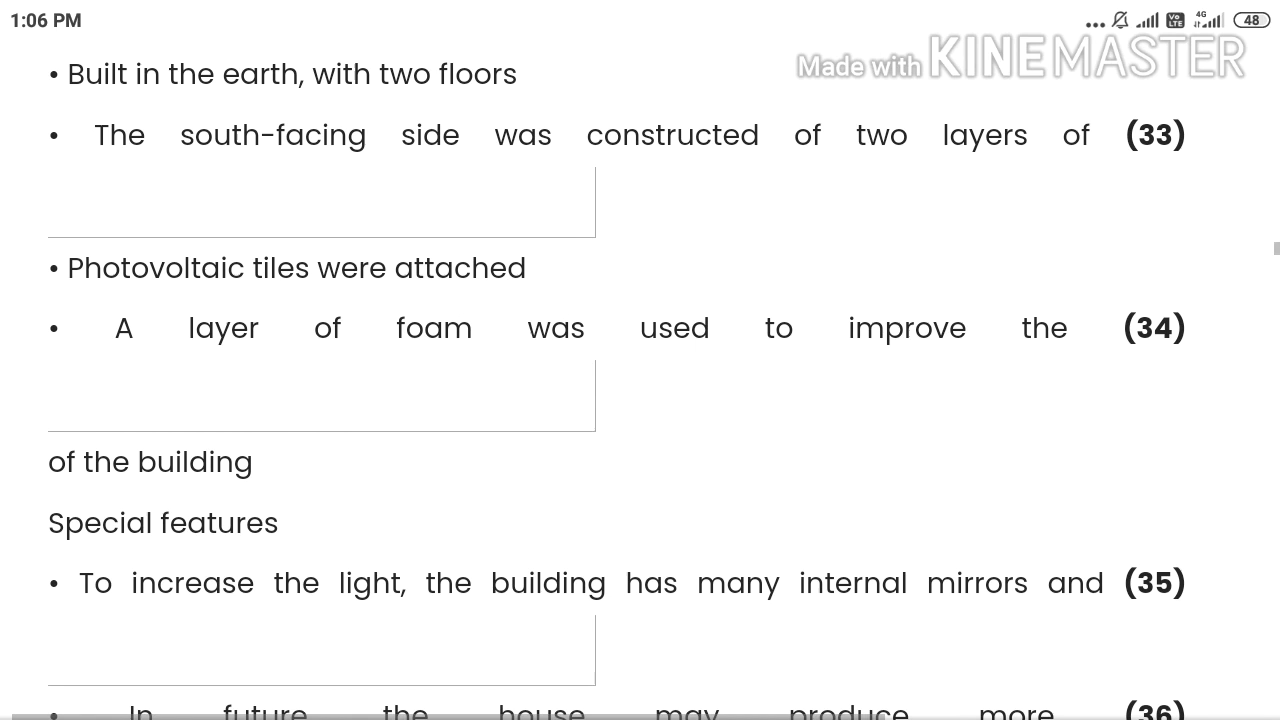 1:06 PM
4G
Vo LTE
48
Made with KINEMASTER
• Built in the earth, with two floors
• The south-facing side was constructed of two layers of (33)
• Photovoltaic tiles were attached
• A layer of foam was used to improve the (34)
of the building
Special features
• To increase the light, the building has many internal mirrors and (35)
• In future the house may produce more (36)